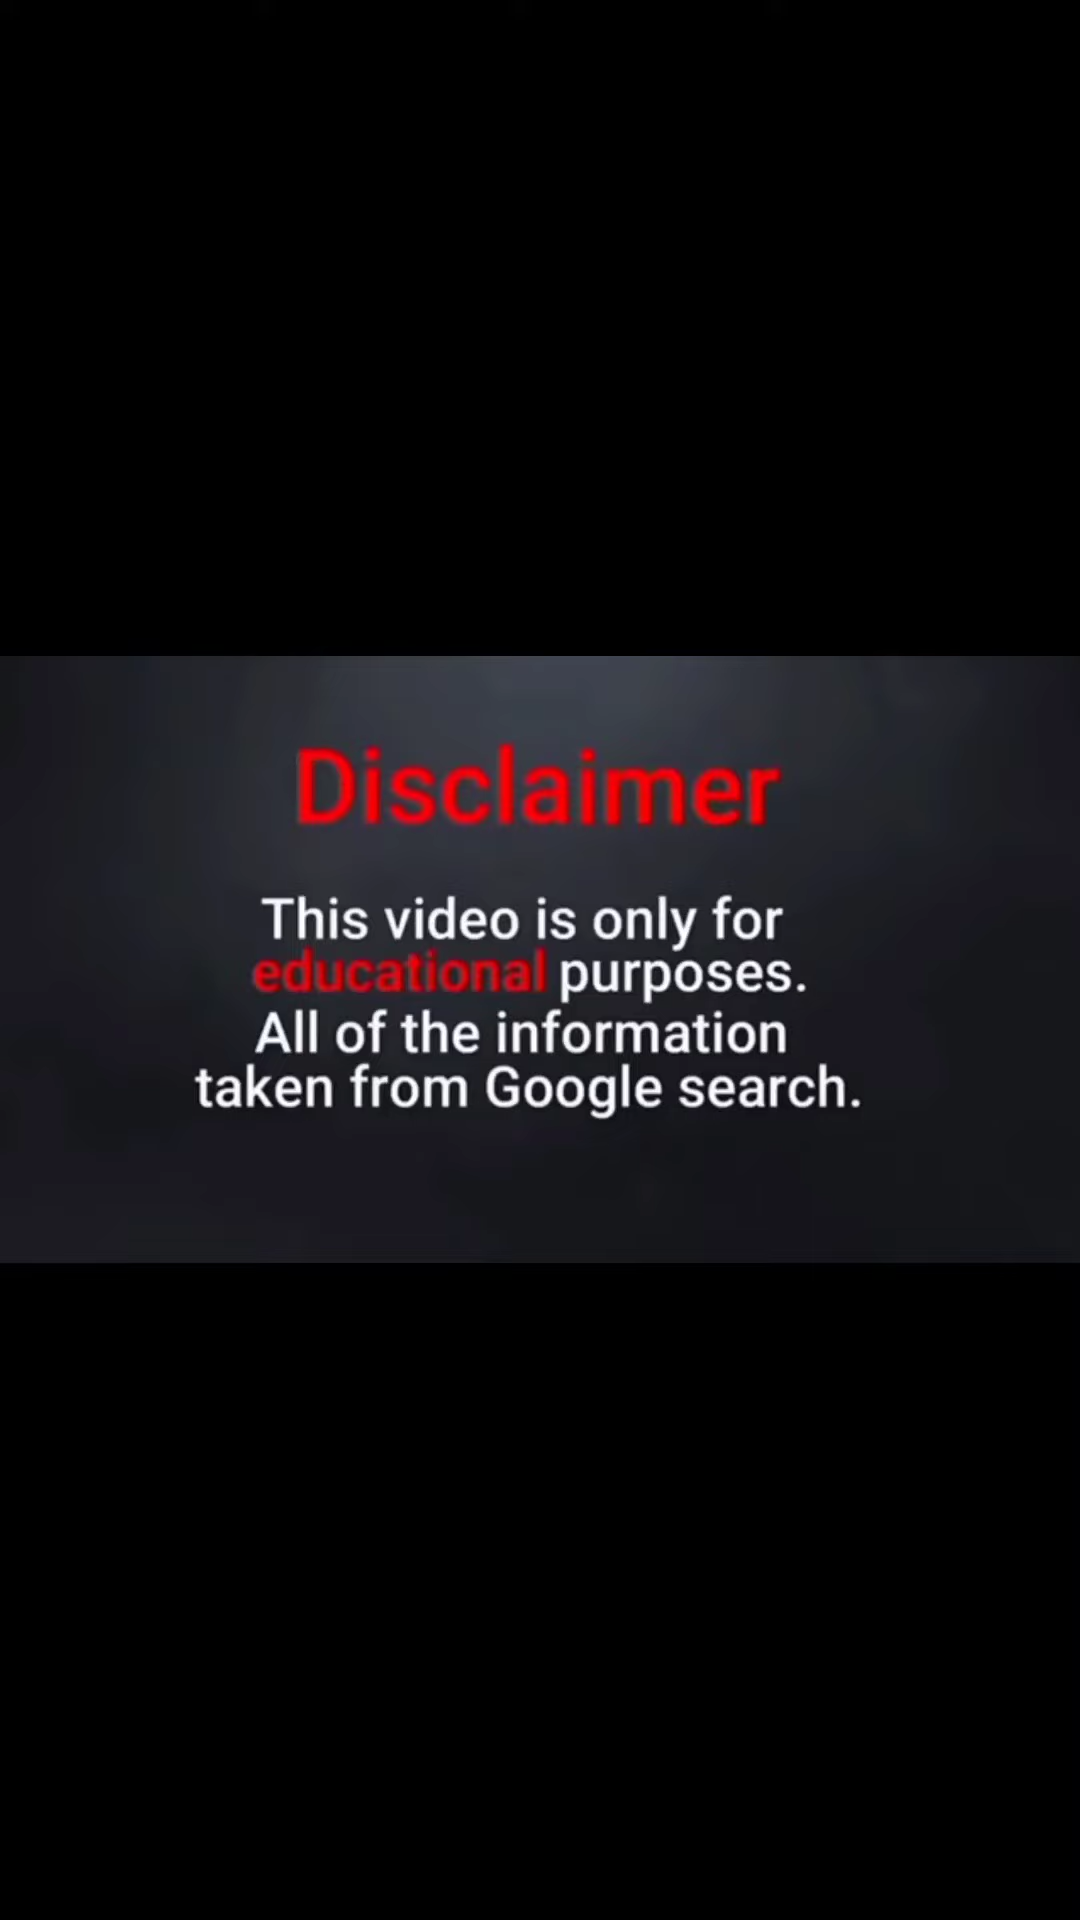 Disclaimer
This video is only for
educational purposes.
All of the information
taken from Google search.